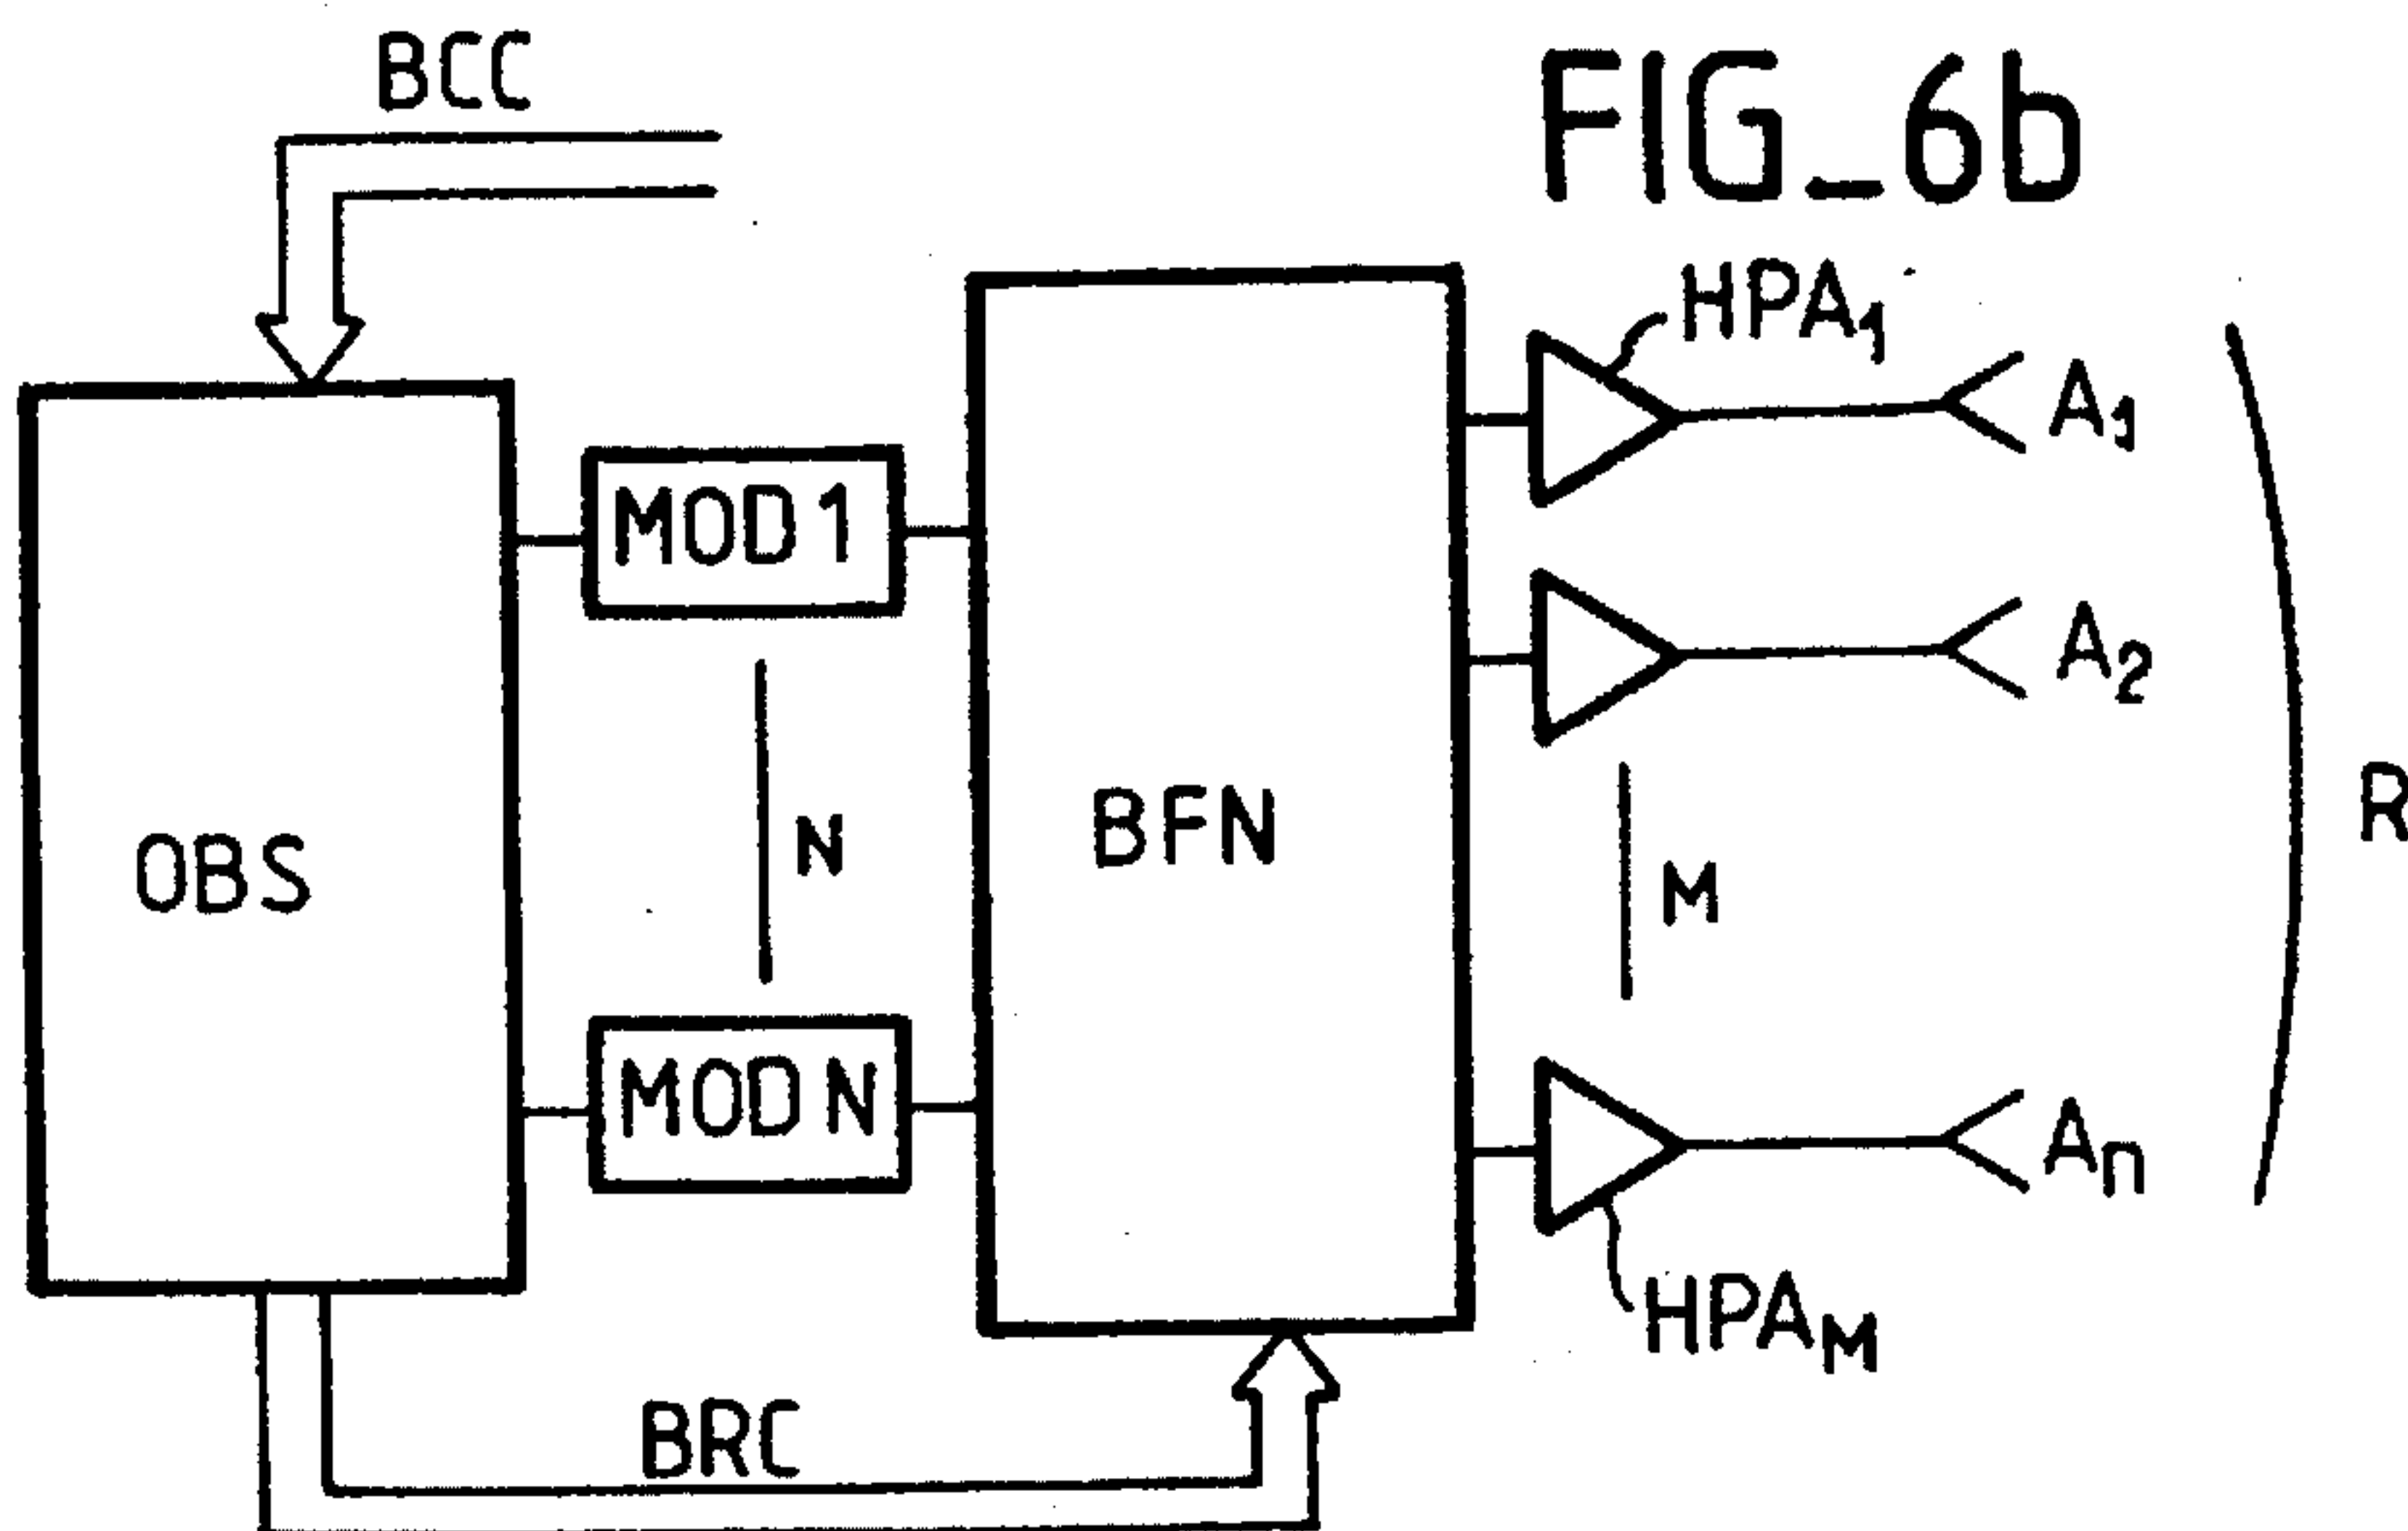 BCC
FIG_6b
HPA1
A1
MOD 1
A2
N
BFN
R
OBS
M
MOD N
An
HPAM
BRC